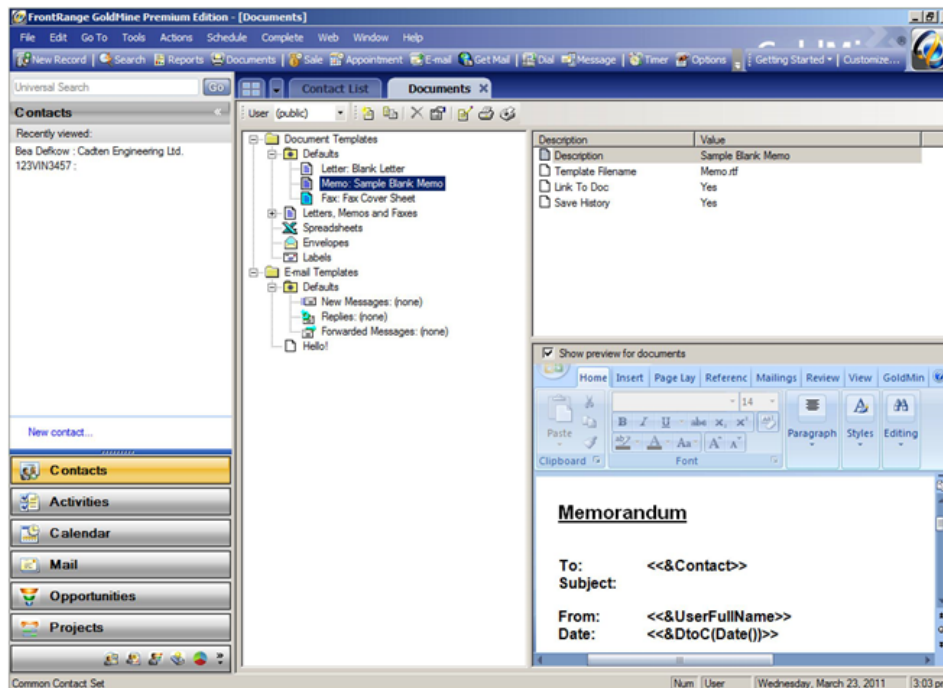 FrontRange GoldMine Premium Edition - [Documents]
File Edit Go To Tools Actions Schedule Complete Web Window Help
New Record Search Reports Documents Sale Appointment E-mail Get Mail Dial Message Timer Options Getting Started Customize...
Universal Search Go Contact List Documents X
Contacts
User (public)
Recently viewed:
Bea Defkow : Cadten Engineering Ltd.
123VIN3457 :
New contact...
Contacts
Activities
Calendar
Mail
Opportunities
Projects
Document Templates
Defaults
Letter: Blank Letter
Memo: Sample Blank Memo
Fax: Fax Cover Sheet
Letters, Memos and Faxes
Spreadsheets
Envelopes
Labels
E-mail Templates
Defaults
New Messages: (none)
Replies: (none)
Forwarded Messages: (none)
Hello!
Description Value
Description Sample Blank Memo
Template Filename Memo.rtf
Link To Doc Yes
Save History Yes
Show preview for documents
Home Insert Page Lay Referenc Mailings Review View GoldMin
14
Paste B I U abc x, x² Paragraph Styles Editing
Aa A A
Clipboard Font
Memorandum
To: <<&Contact>>
Subject:
From: <<&UserFullName>>
Date: <<&DtoC(Date())>>
Common Contact Set Num User Wednesday, March 23, 2011 3:03 pm